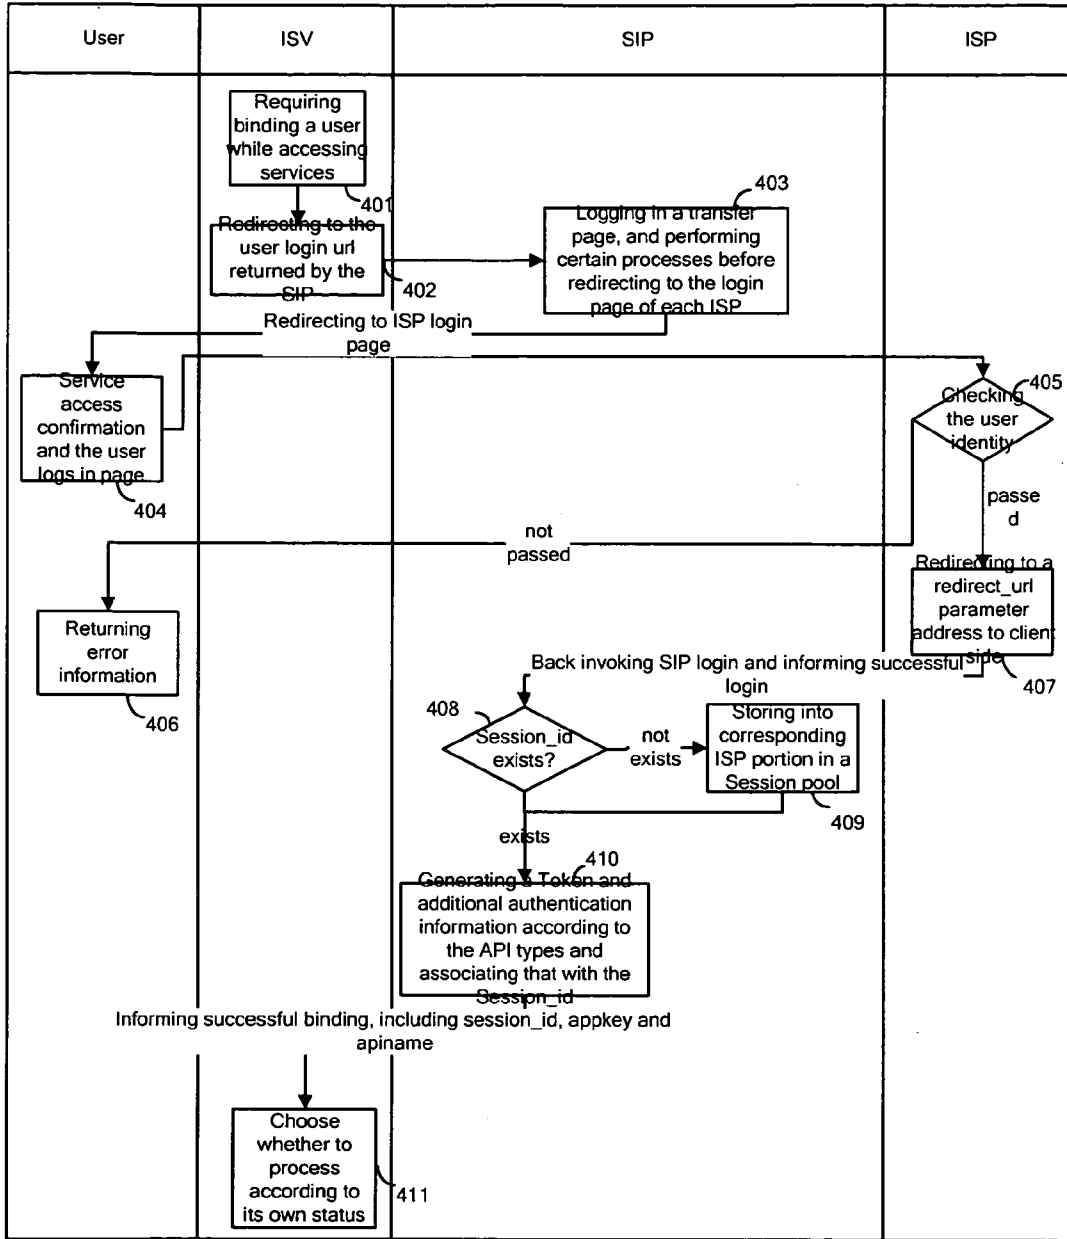 User
ISV
SIP
ISP
Requiring
binding a user
while accessing
services
401
Redirecting to the
user login url
returned by the
SIP
402
403
Logging in a transfer
page, and performing
certain processes before
redirecting to the login
page of each ISP
Redirecting to ISP login
page
Service
access
confirmation
and the user
logs in page
404
405
Checking
the user
identity
passe
d
not
passed
Redirecting to a
redirect_url
parameter
address to client
side
407
Returning
error
information
406
Back invoking SIP login and informing successful
login
408
Session_id
exists?
not
exists
Storing into
corresponding
ISP portion in a
Session pool
409
exists
410
Generating a Token and
additional authentication
information according to
the API types and
associating that with the
Session_id
Informing successful binding, including session_id, appkey and
apiname
Choose
whether to
process
according to
its own status
411